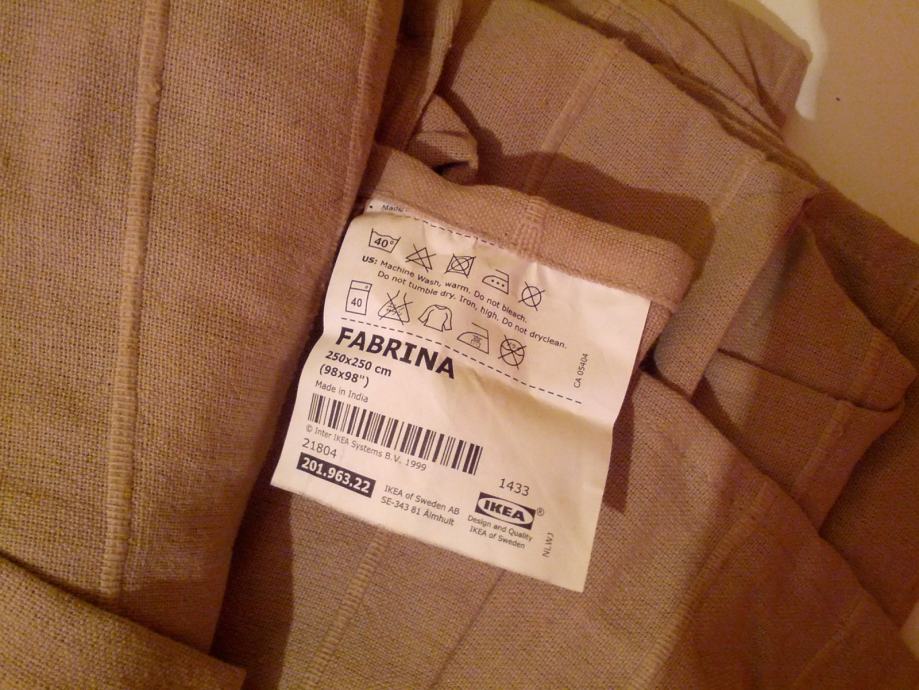 Made
40°
US: Machine Wash, warm. Do not bleach.
Do not tumble dry. Iron, high. Do not dryclean.
40
FABRINA
250x250 cm
(98x98")
Made in India
CA 05404
© Inter IKEA Systems B.V. 1999
21804
201.963.22
IKEA of Sweden AB
SE-343 81 Älmhult
1433
IKEA®
Design and Quality
IKEA of Sweden
NLW3